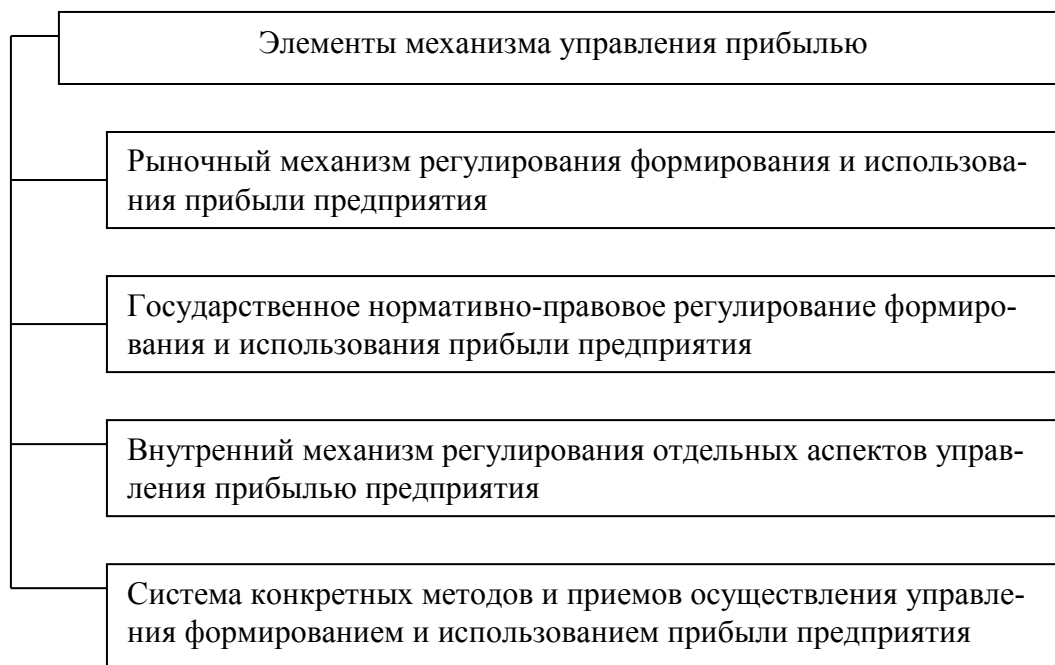 Элементы механизма управления прибылью
Рыночный механизм регулирования формирования и использова-
ния прибыли предприятия
Государственное нормативно-правовое регулирование формиро-
вания и использования прибыли предприятия
Внутренний механизм регулирования отдельных аспектов управ-
ления прибылью предприятия
Система конкретных методов и приемов осуществления управле-
ния формированием и использованием прибыли предприятия